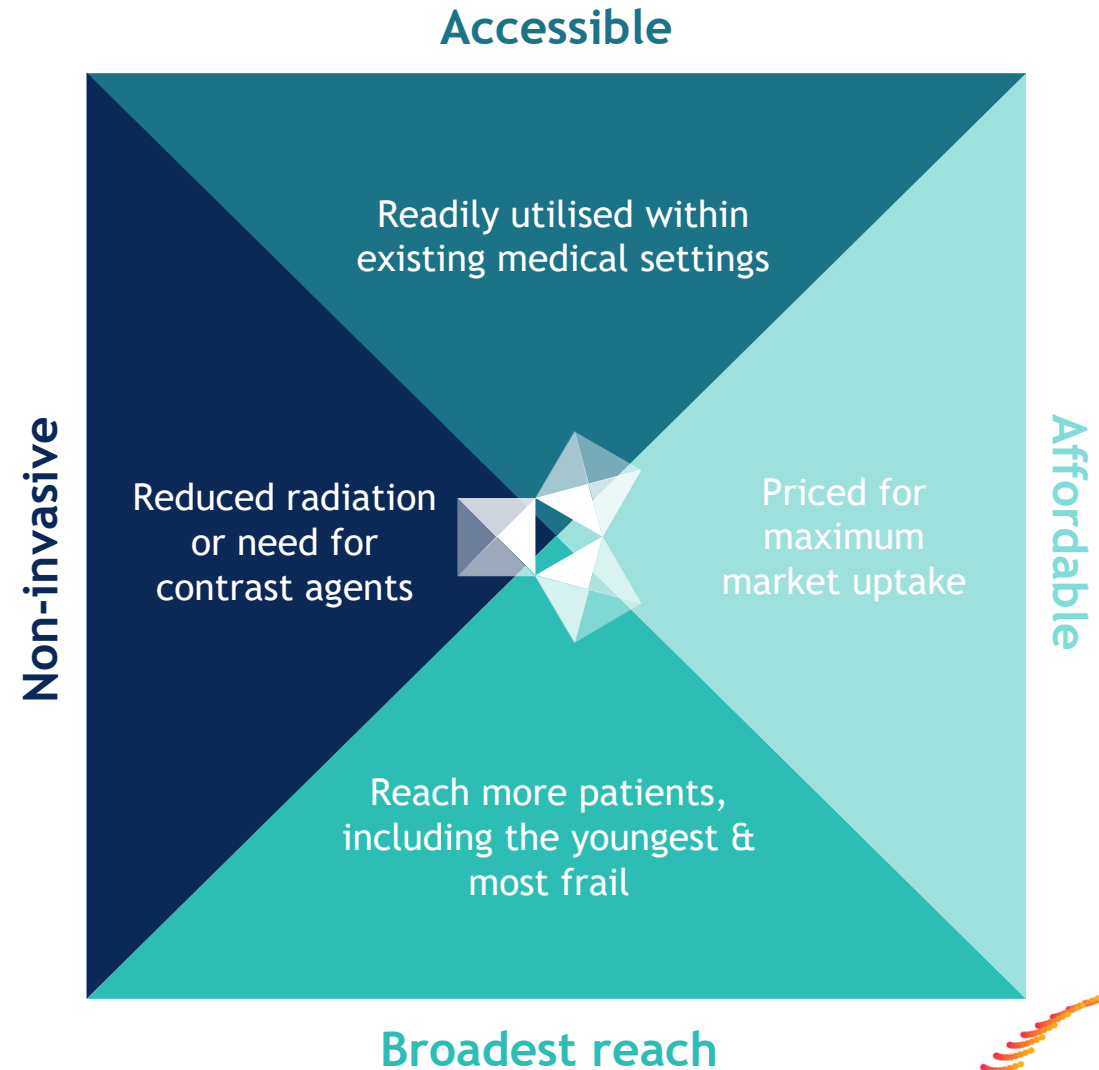 Accessible
Readily utilised within
existing medical settings
Non-invasive
Reduced radiation
or need for
contrast agents
Priced for
maximum
market uptake
Affordable
Reach more patients,
including the youngest &
most frail
Broadest reach